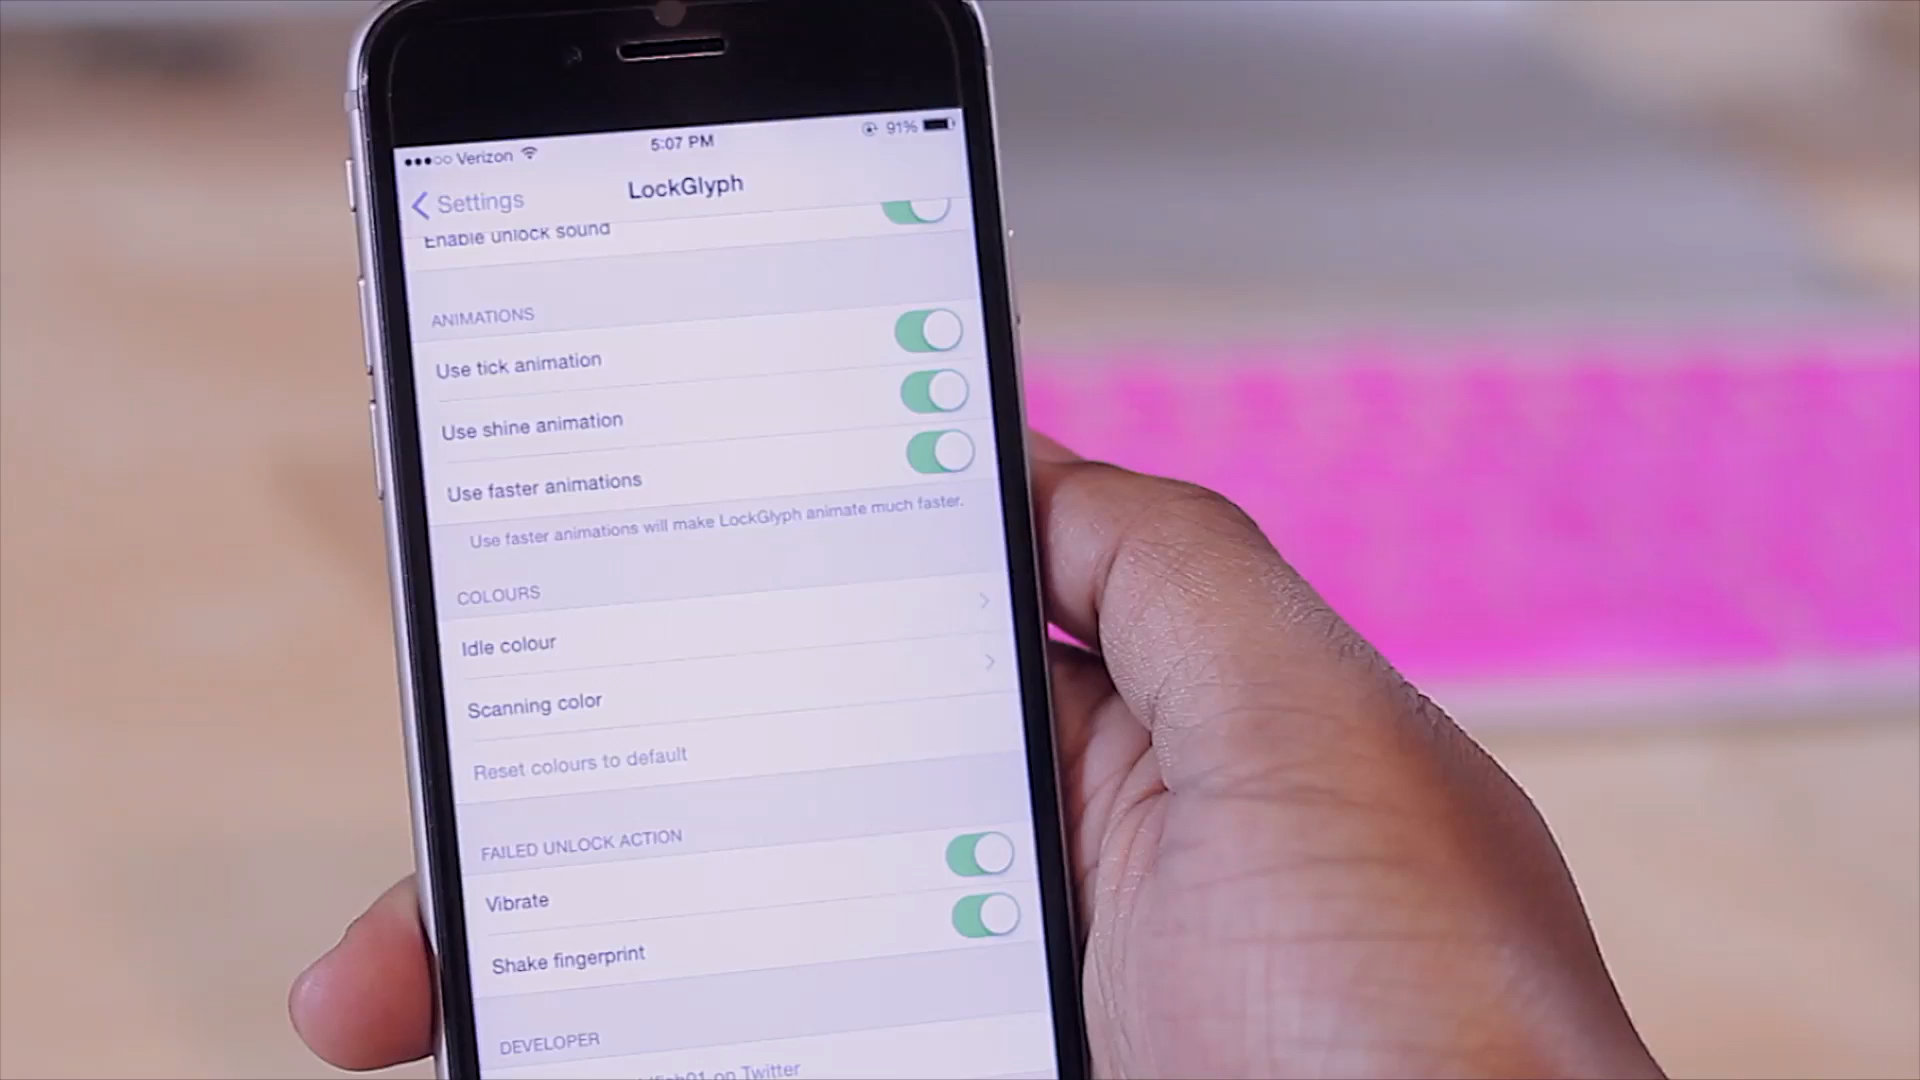 Verizon 5:07 PM 91%
Settings LockGlyph
Enable unlock sound
ANIMATIONS
Use tick animation
Use shine animation
Use faster animations
Use faster animations will make LockGlyph animate much faster.
COLOURS
Idle colour
Scanning color
Reset colours to default
FAILED UNLOCK ACTION
Vibrate
Shake fingerprint
DEVELOPER
on Twitter